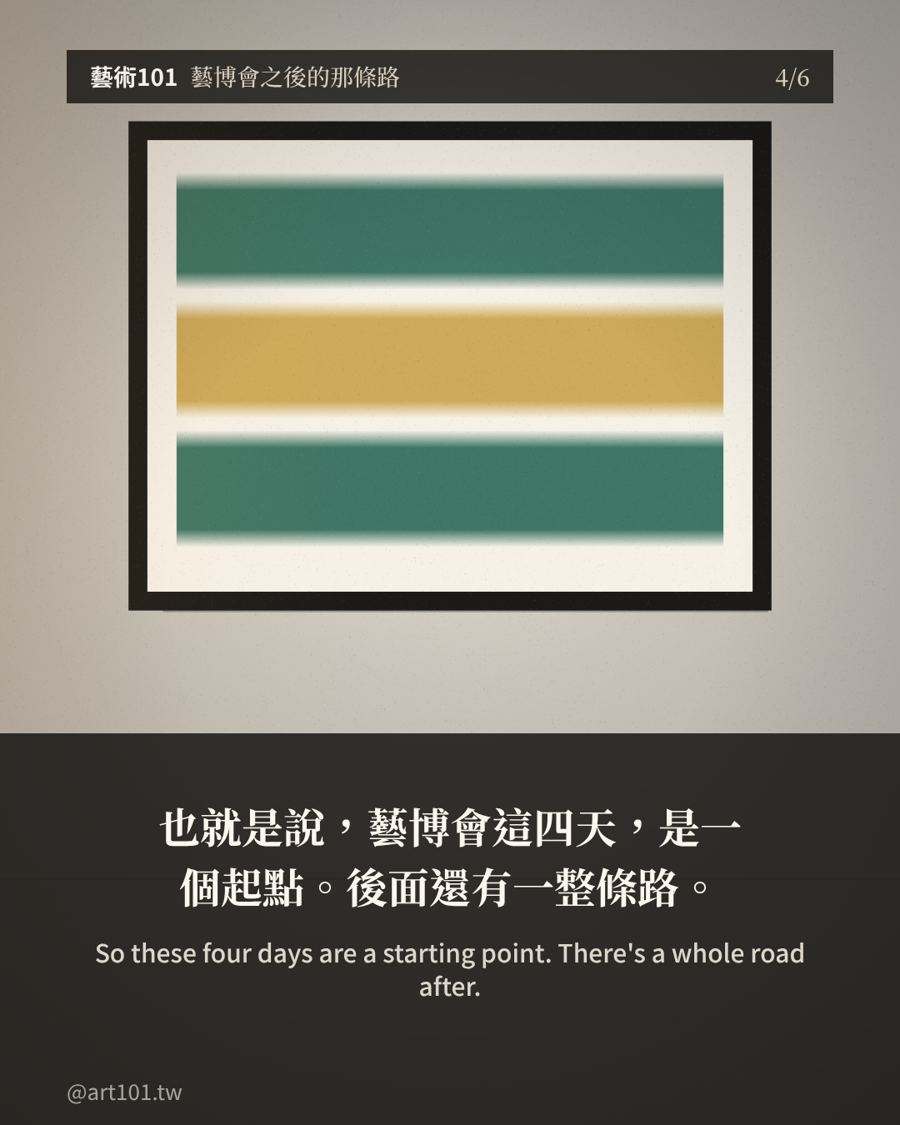 藝術101 藝博會之後的那條路 4/6
也就是說，藝博會這四天，是一
個起點。後面還有一整條路。
So these four days are a starting point. There's a whole road
after.
@art101.tw